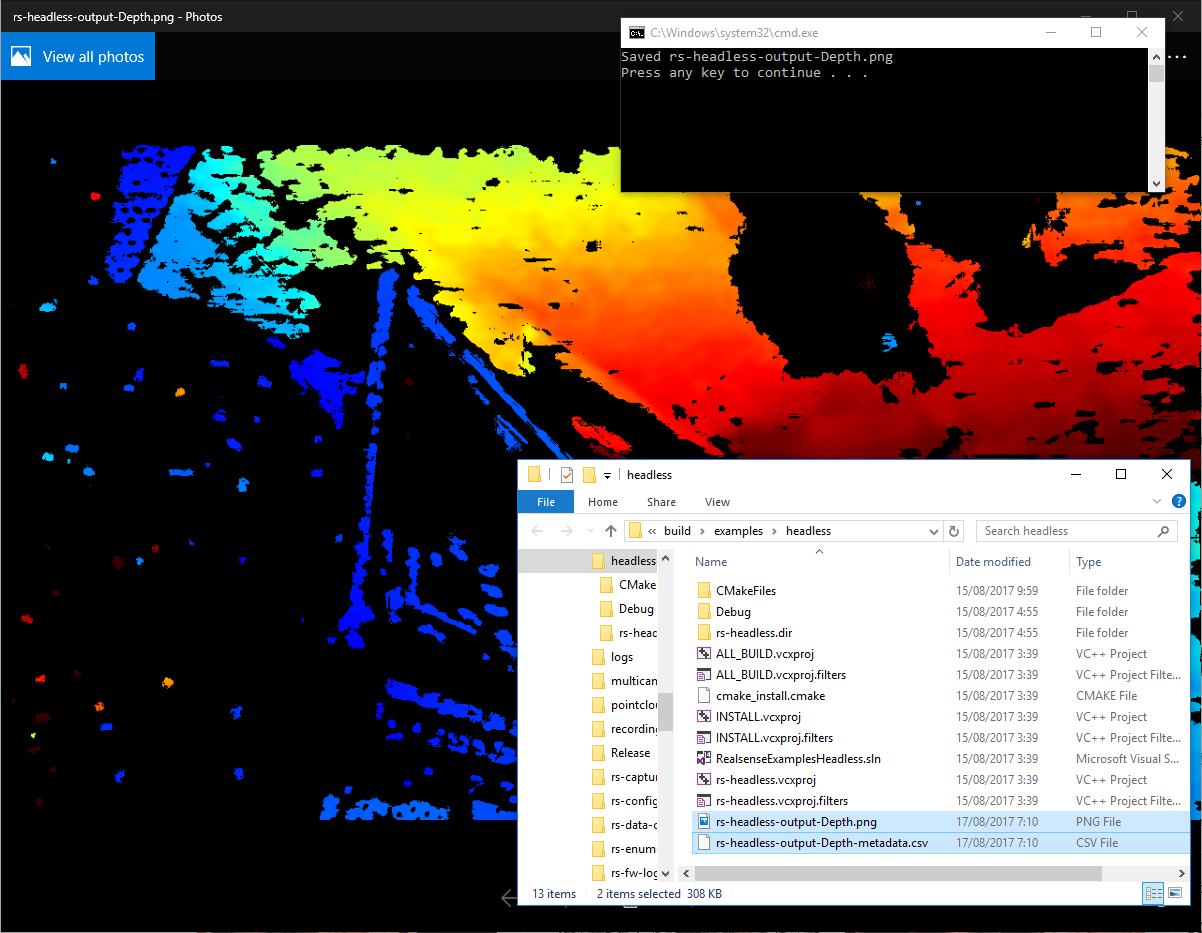 rs-headless-output-Depth.png - Photos
View all photos
C:\Windows\system32\cmd.exe
Saved rs-headless-output-Depth.png
Press any key to continue . . .
headless
File Home Share View
« build › examples › headless
Search headless
headless
CMake
Debug
rs-head
logs
multican
pointclou
recording
Release
rs-captur
rs-config
rs-data-c
rs-enum
rs-fw-log
Name Date modified Type
CMakeFiles 15/08/2017 9:59 File folder
Debug 15/08/2017 4:55 File folder
rs-headless.dir 15/08/2017 4:55 File folder
ALL_BUILD.vcxproj 15/08/2017 3:39 VC++ Project
ALL_BUILD.vcxproj.filters 15/08/2017 3:39 VC++ Project Filte...
cmake_install.cmake 15/08/2017 3:39 CMAKE File
INSTALL.vcxproj 15/08/2017 3:39 VC++ Project
INSTALL.vcxproj.filters 15/08/2017 3:39 VC++ Project Filte...
RealsenseExamplesHeadless.sln 15/08/2017 3:39 Microsoft Visual S...
rs-headless.vcxproj 15/08/2017 3:39 VC++ Project
rs-headless.vcxproj.filters 15/08/2017 3:39 VC++ Project Filte...
rs-headless-output-Depth.png 17/08/2017 7:10 PNG File
rs-headless-output-Depth-metadata.csv 17/08/2017 7:10 CSV File
13 items 2 items selected 308 KB